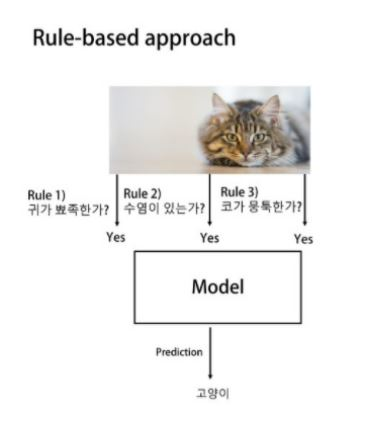 Rule-based approach
Rule 1)
귀가 뾰족한가?
Rule 2)
수염이 있는가?
Rule 3)
코가 뭉툭한가?
Yes
Yes
Yes
Model
Prediction
고양이